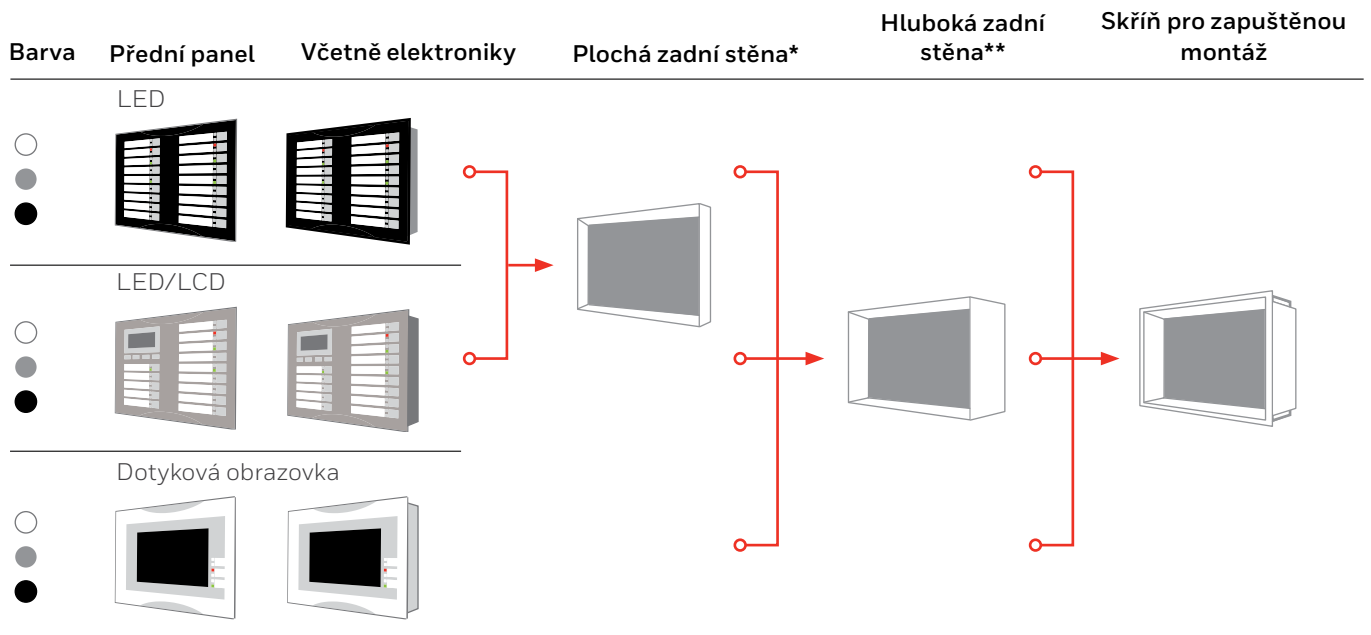 Barva
Přední panel
Včetně elektroniky
Plochá zadní stěna*
Hluboká zadní
stěna**
Skříň pro zapuštěnou
montáž
LED
LED/LCD
Dotyková obrazovka